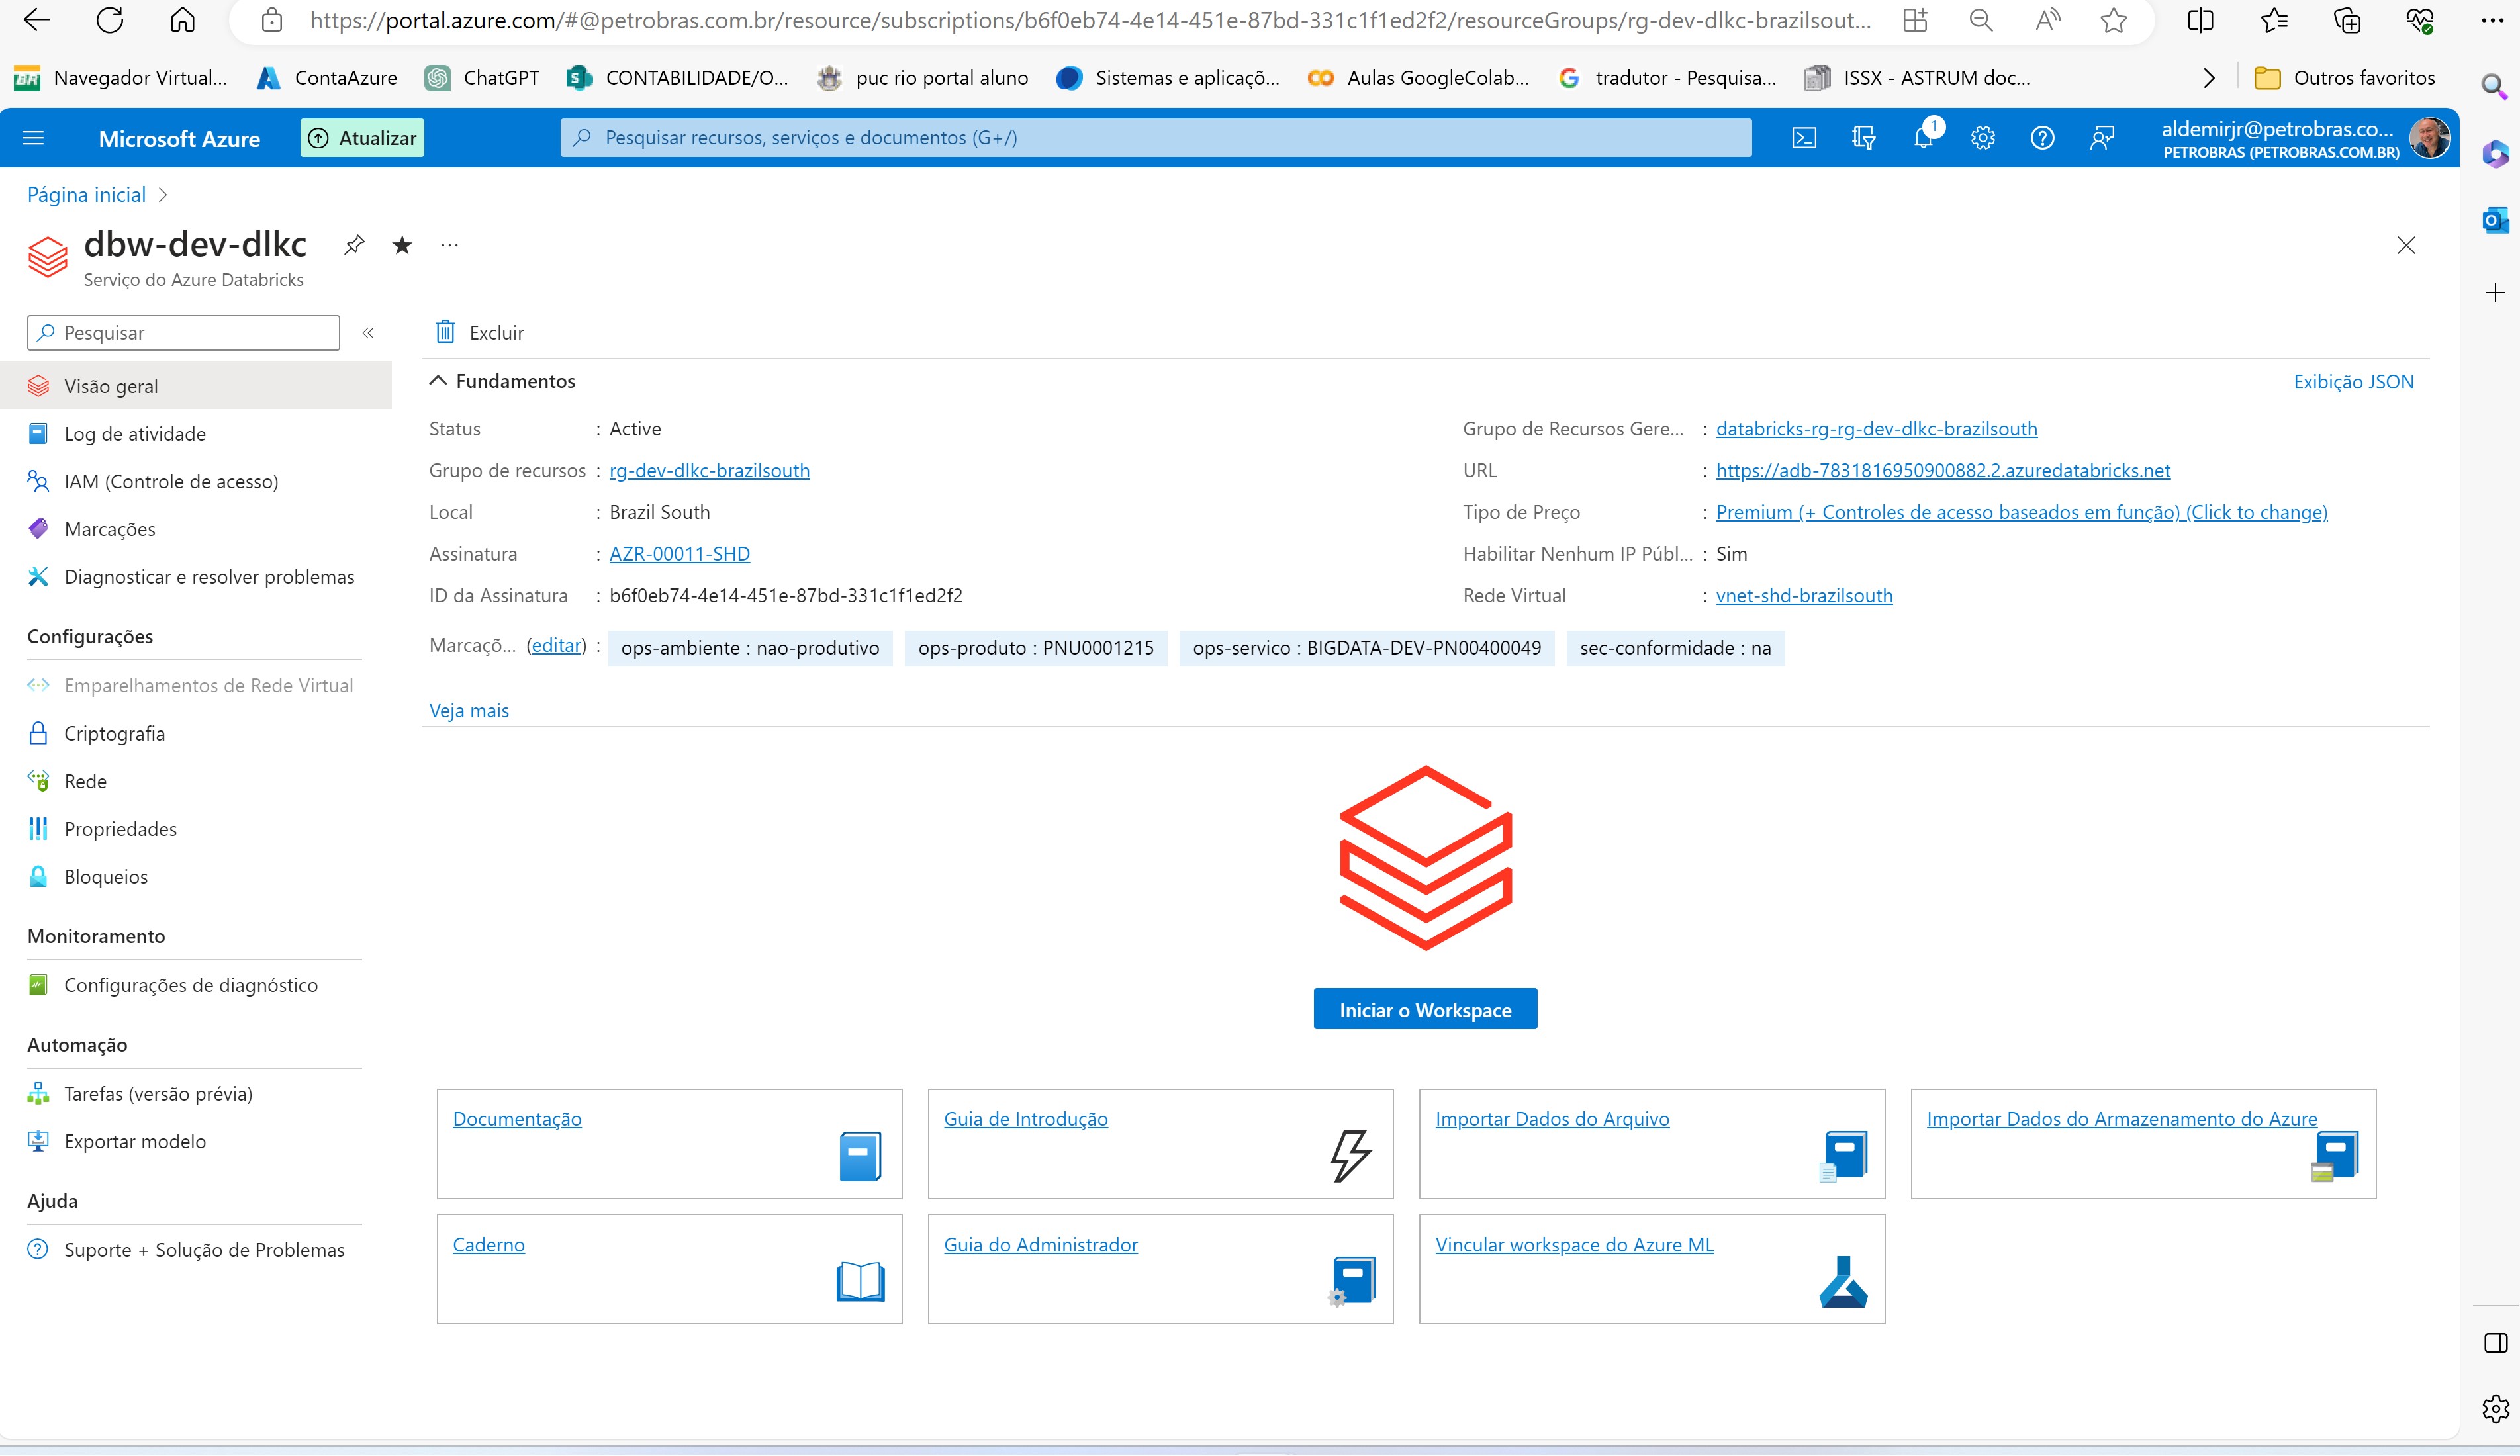 https://portal.azure.com/#@petrobras.com.br/resource/subscriptions/b6f0eb74-4e14-451e-87bd-331c1f1ed2f2/resourceGroups/rg-dev-dlkc-brazilsout...
BR Navegador Virtual... ContaAzure ChatGPT S CONTABILIDADE/O... puc rio portal aluno Sistemas e aplicaçõ... Aulas GoogleColab... tradutor - Pesquisa... ISSX - ASTRUM doc... Outros favoritos
Microsoft Azure Atualizar Pesquisar recursos, serviços e documentos (G+/) 1 aldemirjr@petrobras.co...
PETROBRAS (PETROBRAS.COM.BR)
Página inicial
dbw-dev-dlkc
Serviço do Azure Databricks
Pesquisar
Excluir
Visão geral
Log de atividade
IAM (Controle de acesso)
Marcações
Diagnosticar e resolver problemas
Configurações
Emparelhamentos de Rede Virtual
Criptografia
Rede
Propriedades
Bloqueios
Monitoramento
Configurações de diagnóstico
Automação
Tarefas (versão prévia)
Exportar modelo
Ajuda
Suporte + Solução de Problemas
Fundamentos Exibição JSON
Status : Active
Grupo de recursos : rg-dev-dlkc-brazilsouth
Local : Brazil South
Assinatura : AZR-00011-SHD
ID da Assinatura : b6f0eb74-4e14-451e-87bd-331c1f1ed2f2
Grupo de Recursos Gere... : databricks-rg-rg-dev-dlkc-brazilsouth
URL : https://adb-7831816950900882.2.azuredatabricks.net
Tipo de Preço : Premium (+ Controles de acesso baseados em função) (Click to change)
Habilitar Nenhum IP Públ... : Sim
Rede Virtual : vnet-shd-brazilsouth
Marcaçõ... (editar) : ops-ambiente : nao-produtivo ops-produto : PNU0001215 ops-servico : BIGDATA-DEV-PN00400049 sec-conformidade : na
Veja mais
Iniciar o Workspace
Documentação
Guia de Introdução
Importar Dados do Arquivo
Importar Dados do Armazenamento do Azure
Caderno
Guia do Administrador
Vincular workspace do Azure ML